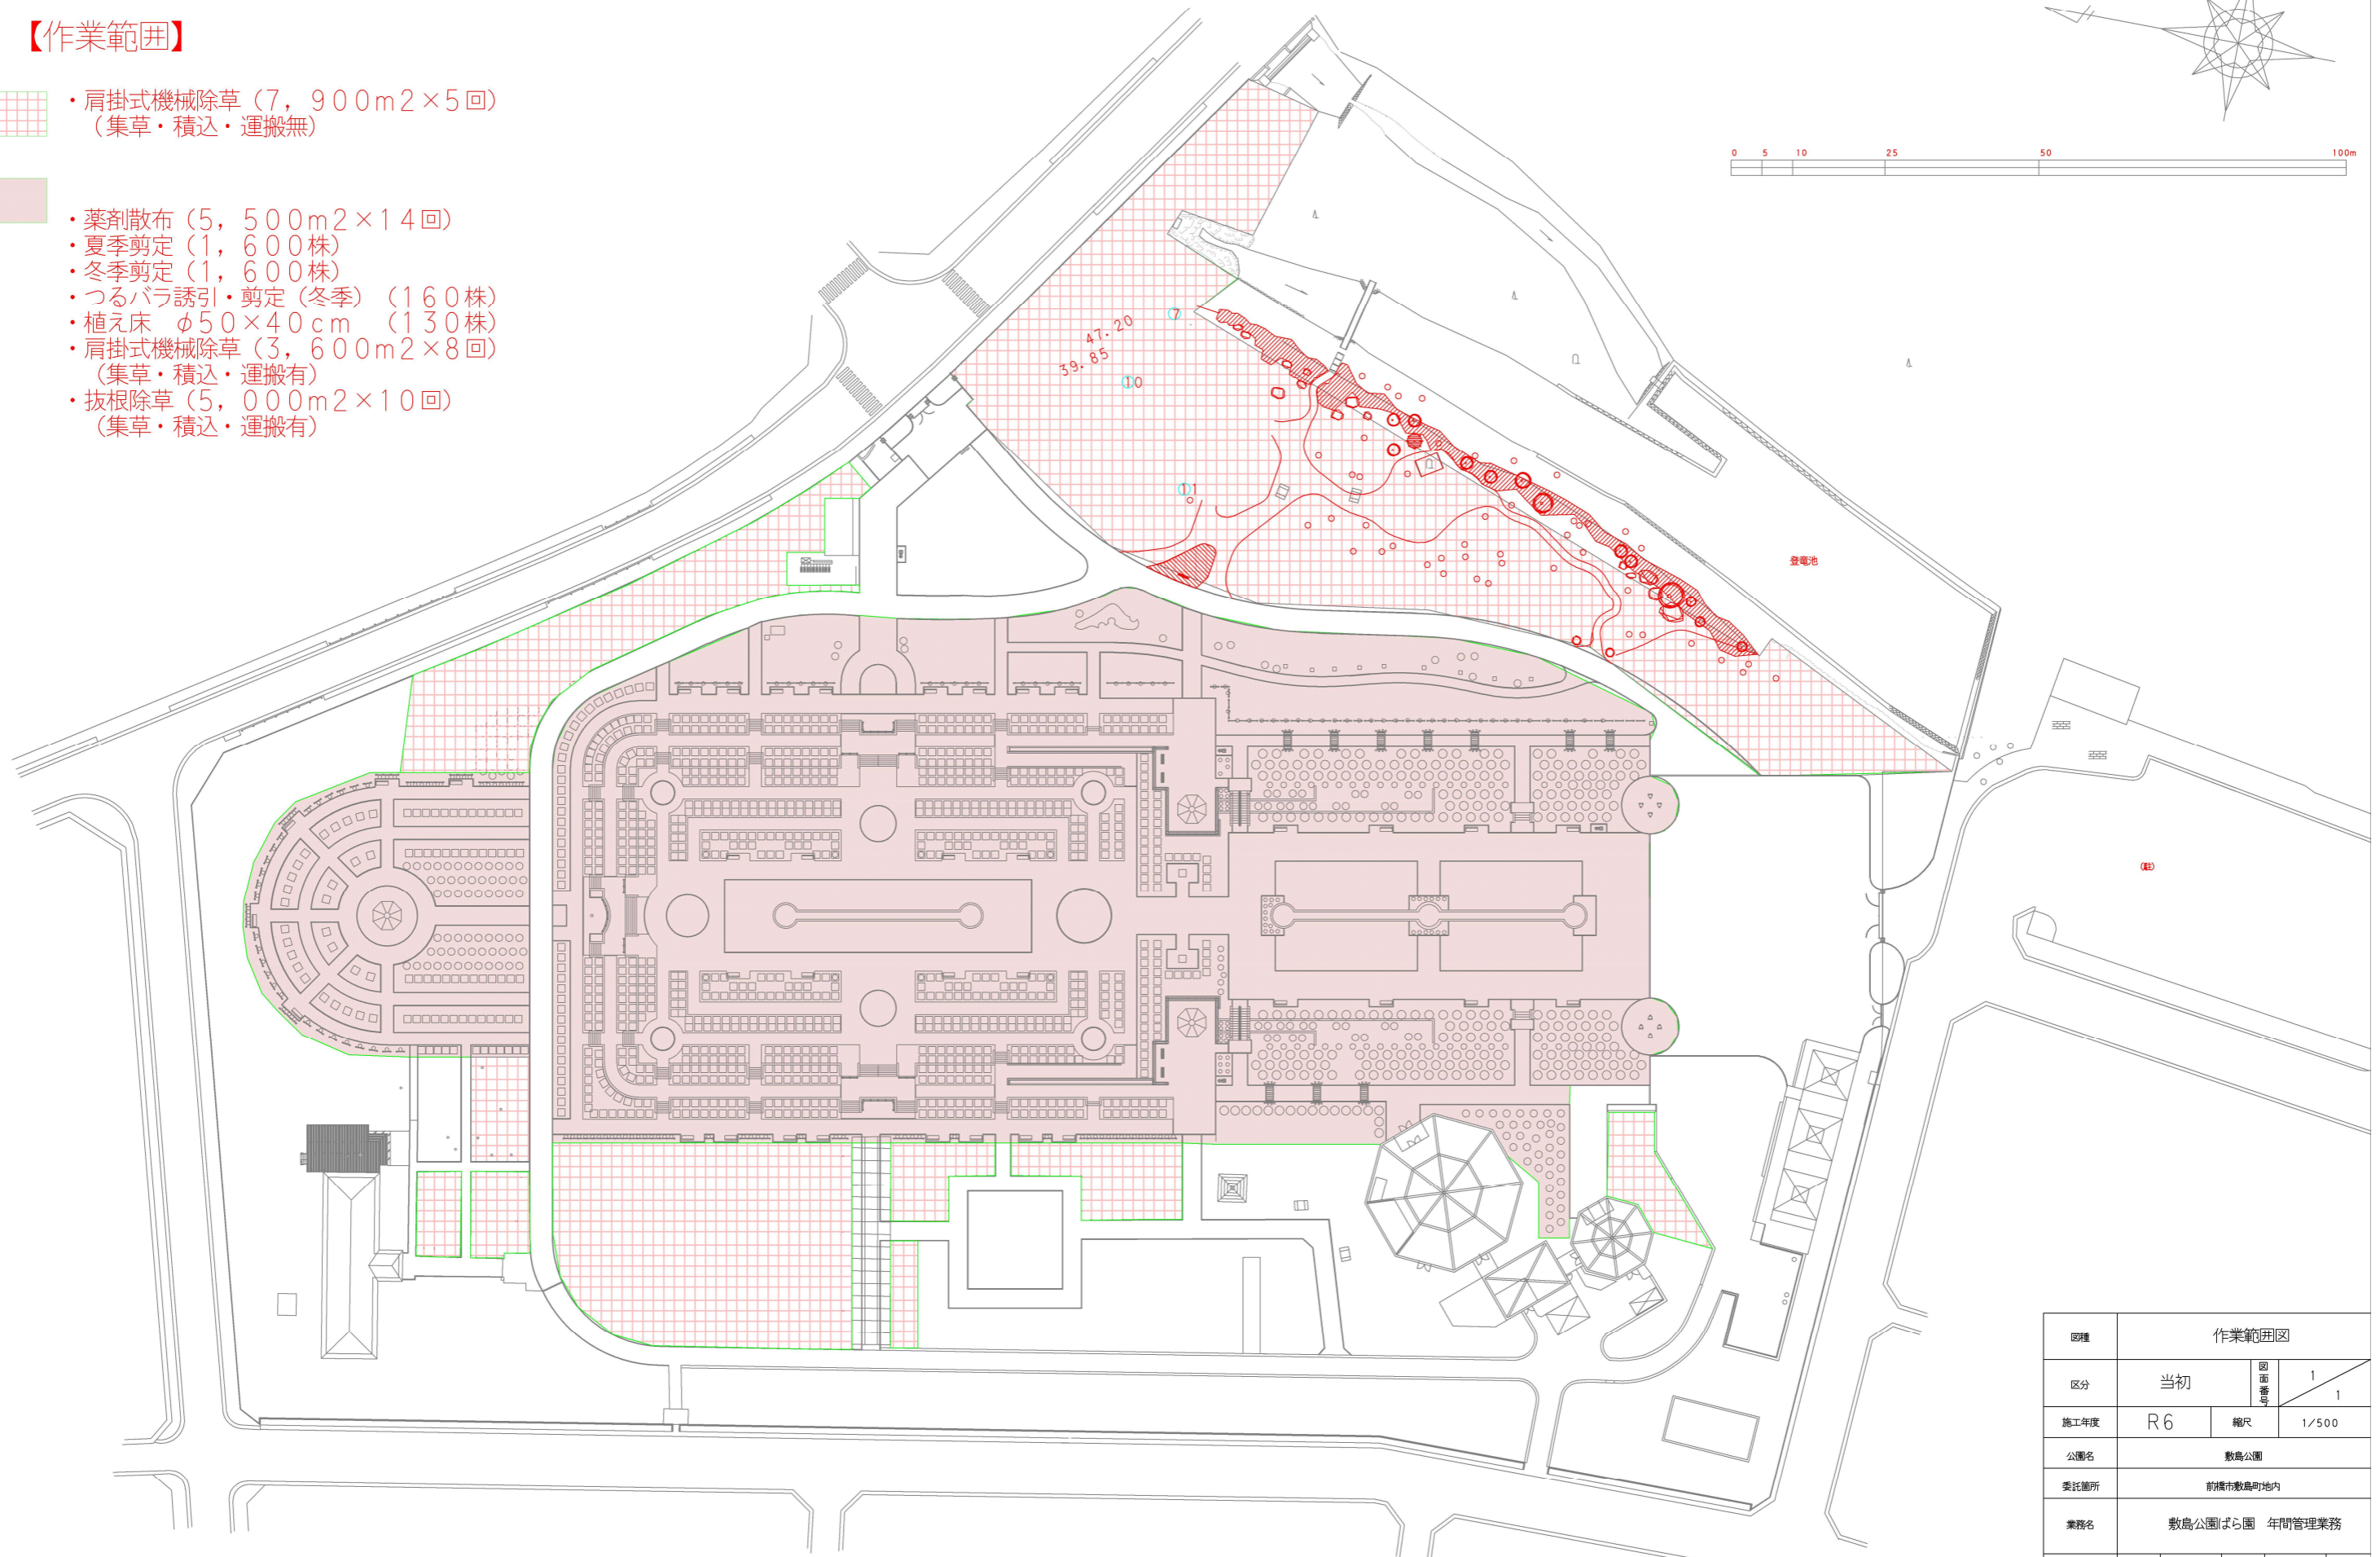 【作業範囲】
・肩掛式機械除草（７，９００ｍ２×５回）
（集草・積込・運搬無）
・薬剤散布（５，５００ｍ２×１４回）
・夏季剪定（１，６００株）
・冬季剪定（１，６００株）
・つるバラ誘引・剪定（冬季）（１６０株）
・植え床　φ５０×４０ｃｍ　（１３０株）
・肩掛式機械除草（３，６００ｍ２×８回）
（集草・積込・運搬有）
・抜根除草（５，０００ｍ２×１０回）
（集草・積込・運搬有）
0 5 10 25 50 100m
7
47.20
39.85
10
11
登竜池
図種 作業範囲図
区分 当初 図面番号 1/1
施工年度 R6 縮尺 1/500
公園名 敷島公園
委託箇所 前橋市敷島町地内
業務名 敷島公園ばら園　年間管理業務